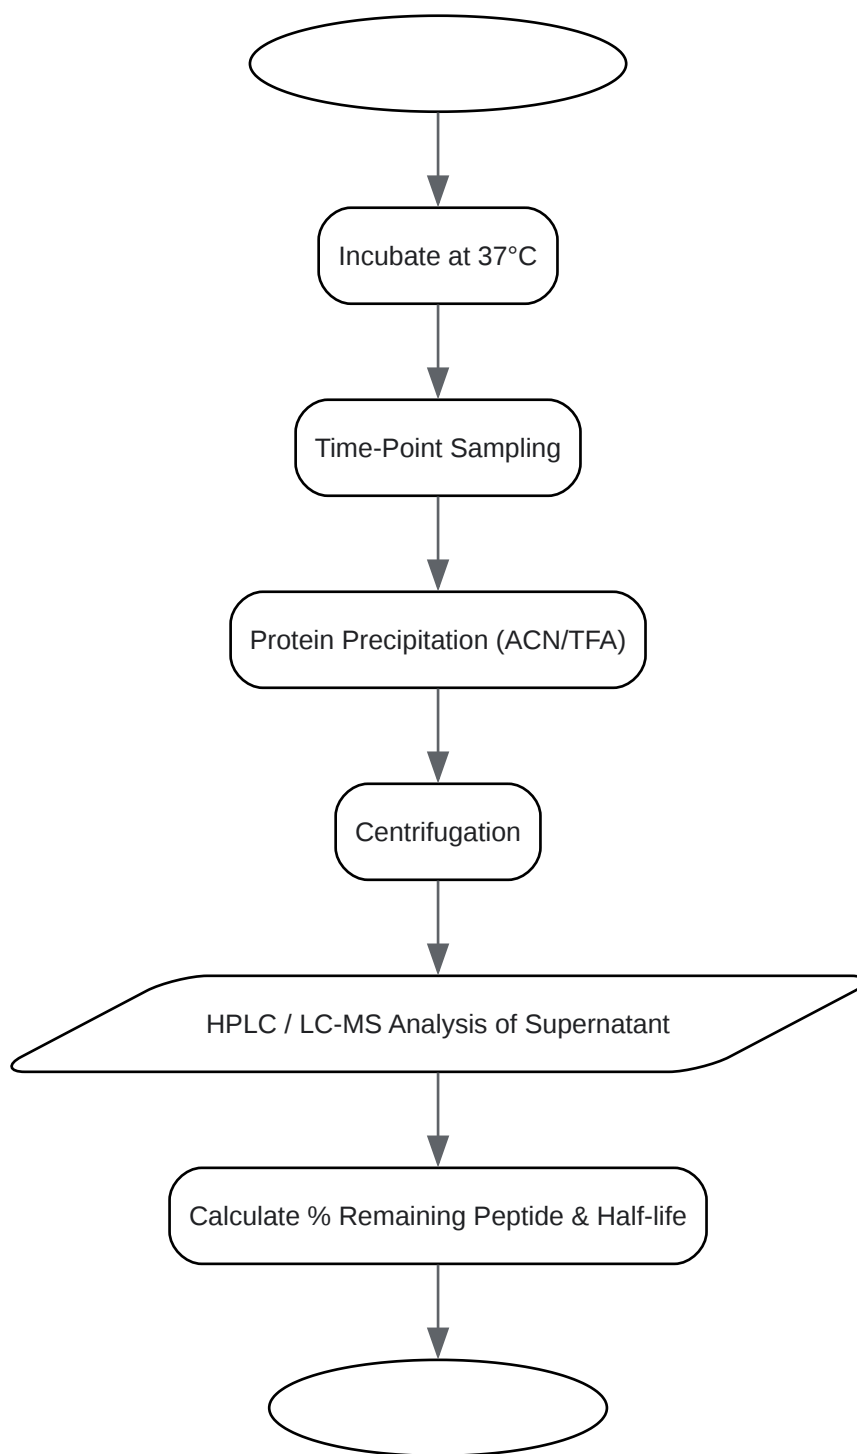 Incubate at 37°C
Time-Point Sampling
Protein Precipitation (ACN/TFA)
Centrifugation
HPLC / LC-MS Analysis of Supernatant
Calculate % Remaining Peptide & Half-life